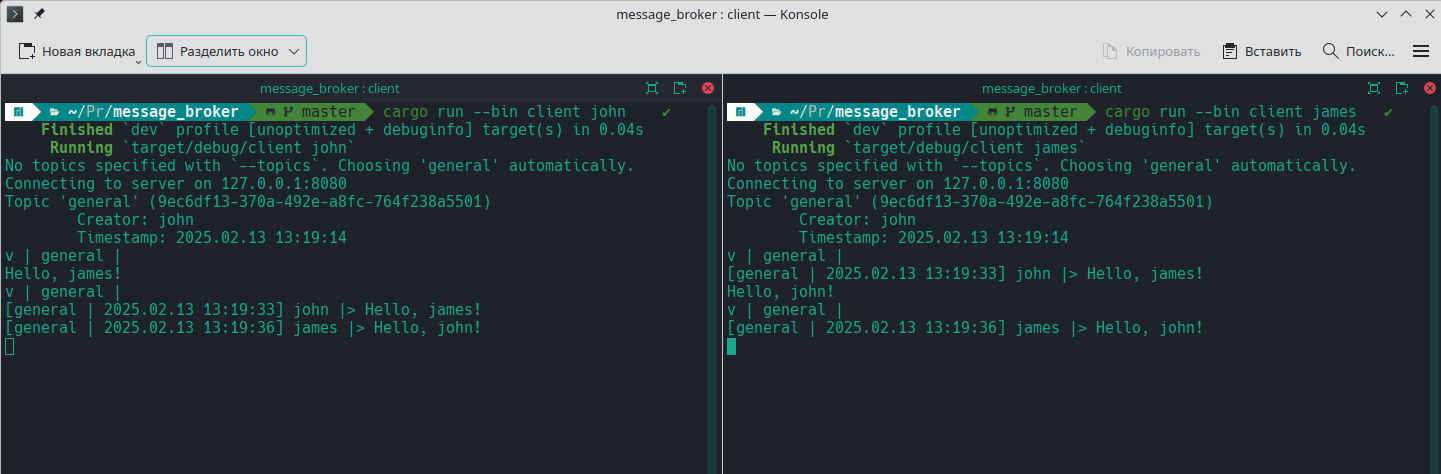 message_broker : client — Konsole
Новая вкладка
Разделить окно
Копировать
Вставить
Поиск...
message_broker : client
~/Pr/message_broker master cargo run --bin client john ✔
Finished `dev` profile [unoptimized + debuginfo] target(s) in 0.04s
Running `target/debug/client john`
No topics specified with `--topics`. Choosing 'general' automatically.
Connecting to server on 127.0.0.1:8080
Topic 'general' (9ec6df13-370a-492e-a8fc-764f238a5501)
Creator: john
Timestamp: 2025.02.13 13:19:14
v | general |
Hello, james!
v | general |
[general | 2025.02.13 13:19:33] john |> Hello, james!
[general | 2025.02.13 13:19:36] james |> Hello, john!
message_broker : client
~/Pr/message_broker master cargo run --bin client james ✔
Finished `dev` profile [unoptimized + debuginfo] target(s) in 0.04s
Running `target/debug/client james`
No topics specified with `--topics`. Choosing 'general' automatically.
Connecting to server on 127.0.0.1:8080
Topic 'general' (9ec6df13-370a-492e-a8fc-764f238a5501)
Creator: john
Timestamp: 2025.02.13 13:19:14
v | general |
[general | 2025.02.13 13:19:33] john |> Hello, james!
Hello, john!
v | general |
[general | 2025.02.13 13:19:36] james |> Hello, john!